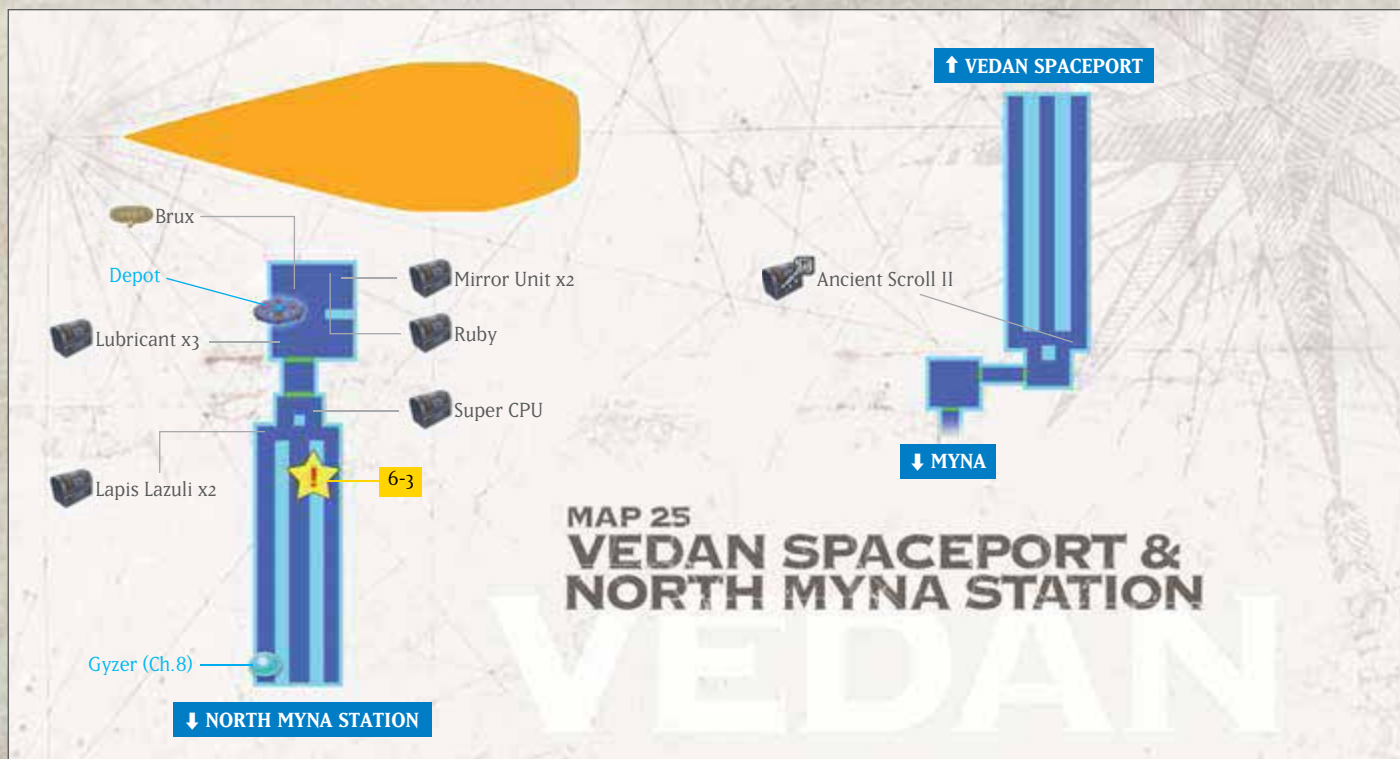 Brux
Depot
Mirror Unit x2
Lubricant x3
Ruby
Super CPU
Lapis Lazuli x2
!
6-3
Gyzer (Ch.8)
⬇ NORTH MYNA STATION
⬆ VEDAN SPACEPORT
Ancient Scroll II
⬇ MYNA
MAP 25
VEDAN SPACEPORT &
NORTH MYNA STATION
VEDAN